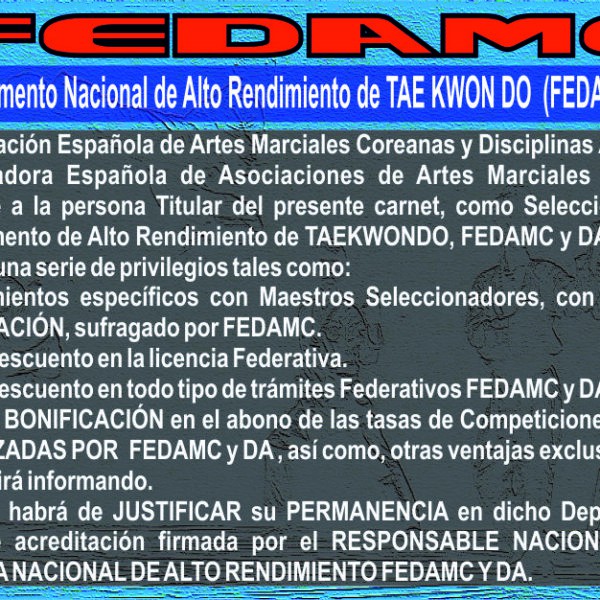 FEDAMC
mento Nacional de Alto Rendimiento de TAE KWON DO (FEDA
ación Española de Artes Marciales Coreanas y Disciplinas A
adora Española de Asociaciones de Artes Marciales
e a la persona Titular del presente carnet, como Selecci
mento de Alto Rendimiento de TAEKWONDO, FEDAMC y DA
una serie de privilegios tales como:
mientos específicos con Maestros Seleccionadores, con
ACIÓN, sufragado por FEDAMC.
escuento en la licencia Federativa.
escuento en todo tipo de trámites Federativos FEDAMC y DA
BONIFICACIÓN en el abono de las tasas de Competicione
ZADAS POR FEDAMC y DA , así como, otras ventajas exclus
irá informando.
habrá de JUSTIFICAR su PERMANENCIA en dicho Dep
e acreditación firmada por el RESPONSABLE NACION
A NACIONAL DE ALTO RENDIMIENTO FEDAMC Y DA.